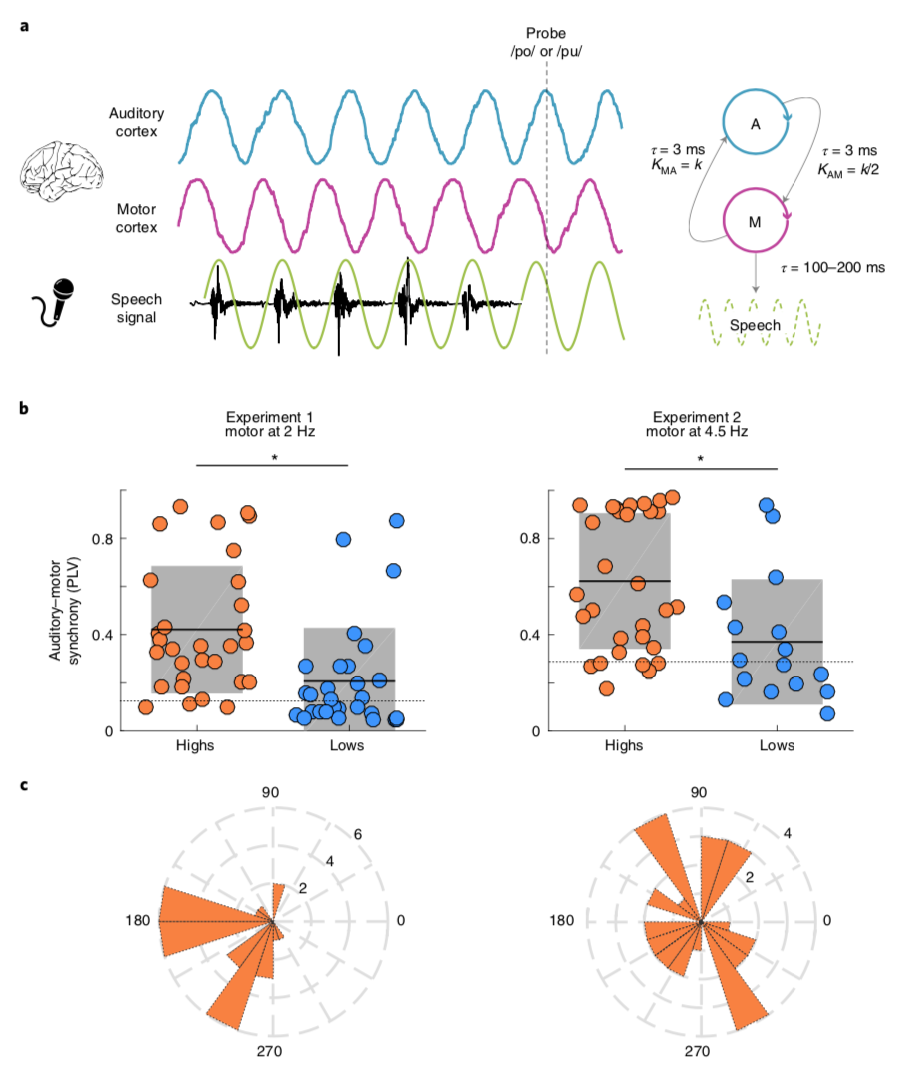 a
Probe
/po/ or /pu/
Auditory
cortex
A
τ = 3 ms
K_MA = k
τ = 3 ms
K_AM = k/2
Motor
cortex
M
τ = 100–200 ms
Speech
signal
Speech
b
Experiment 1
motor at 2 Hz
*
Auditory–motor
synchrony (PLV)
0.8
0.4
0
Highs
Lows
Experiment 2
motor at 4.5 Hz
*
0.8
0.4
0
Highs
Lows
c
90
6
4
2
180
0
270
90
4
2
180
0
270